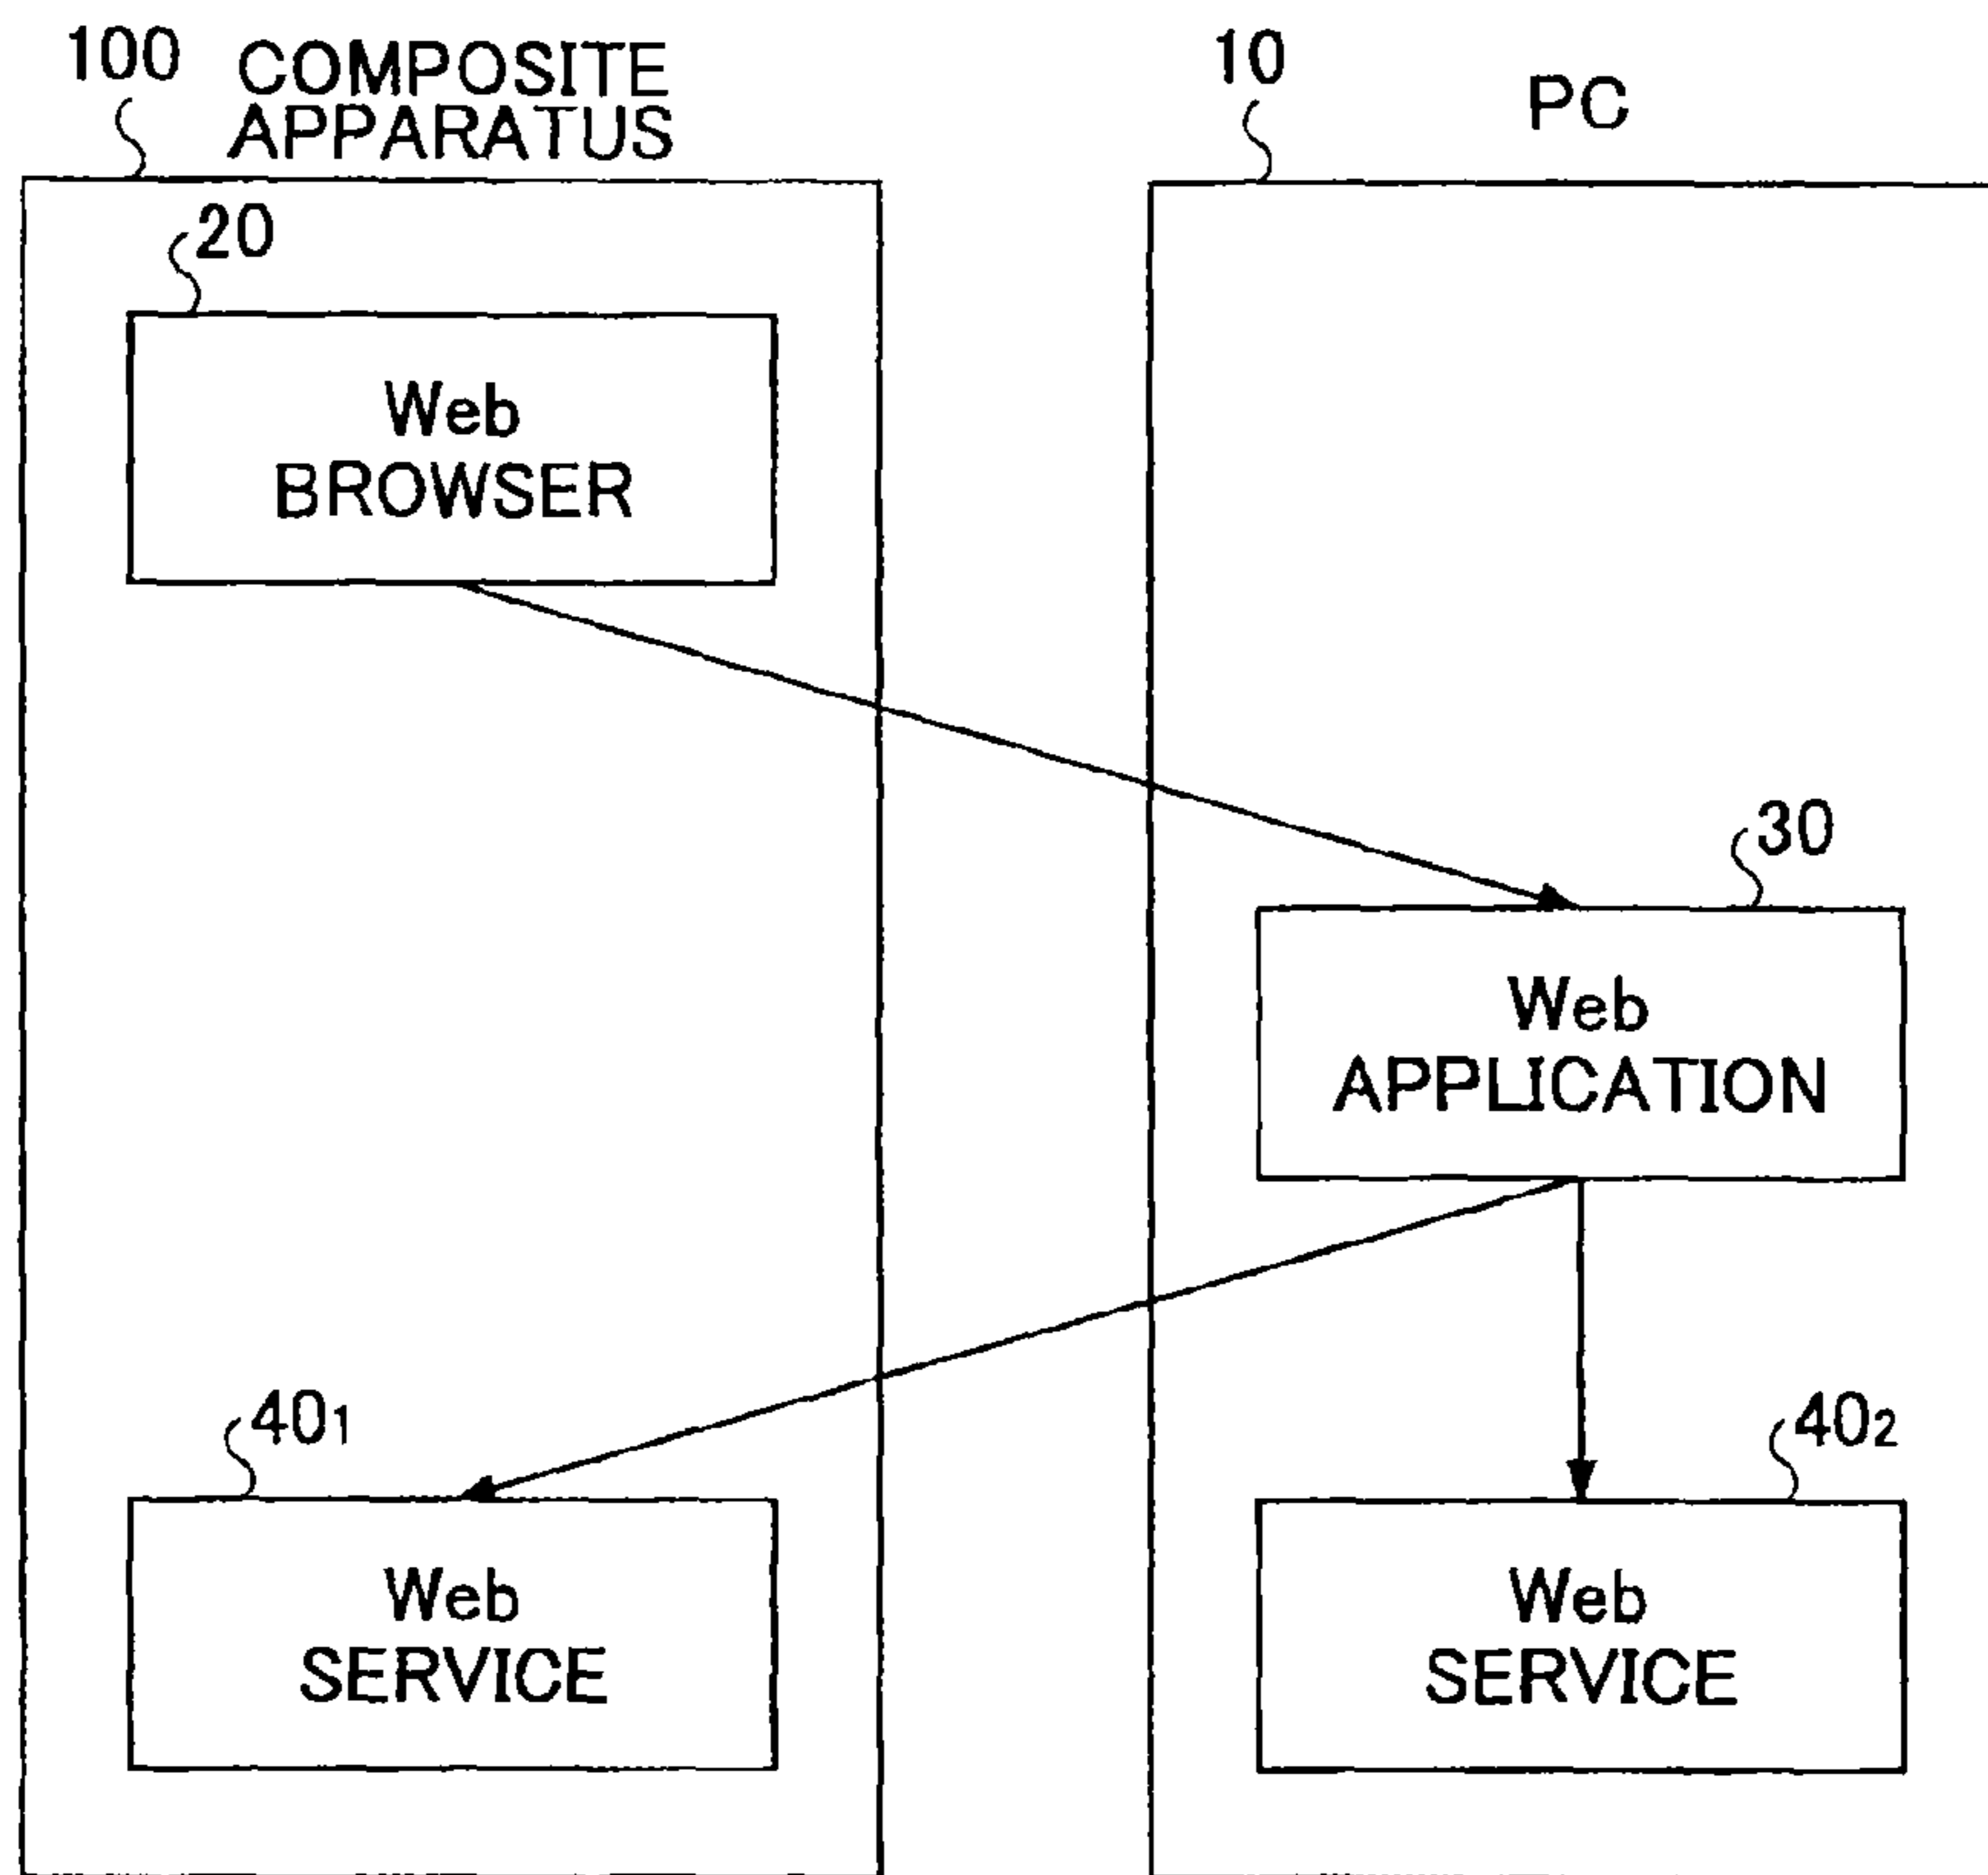 100 COMPOSITE
APPARATUS
10
PC
20
Web
BROWSER
30
Web
APPLICATION
40₁
Web
SERVICE
40₂
Web
SERVICE